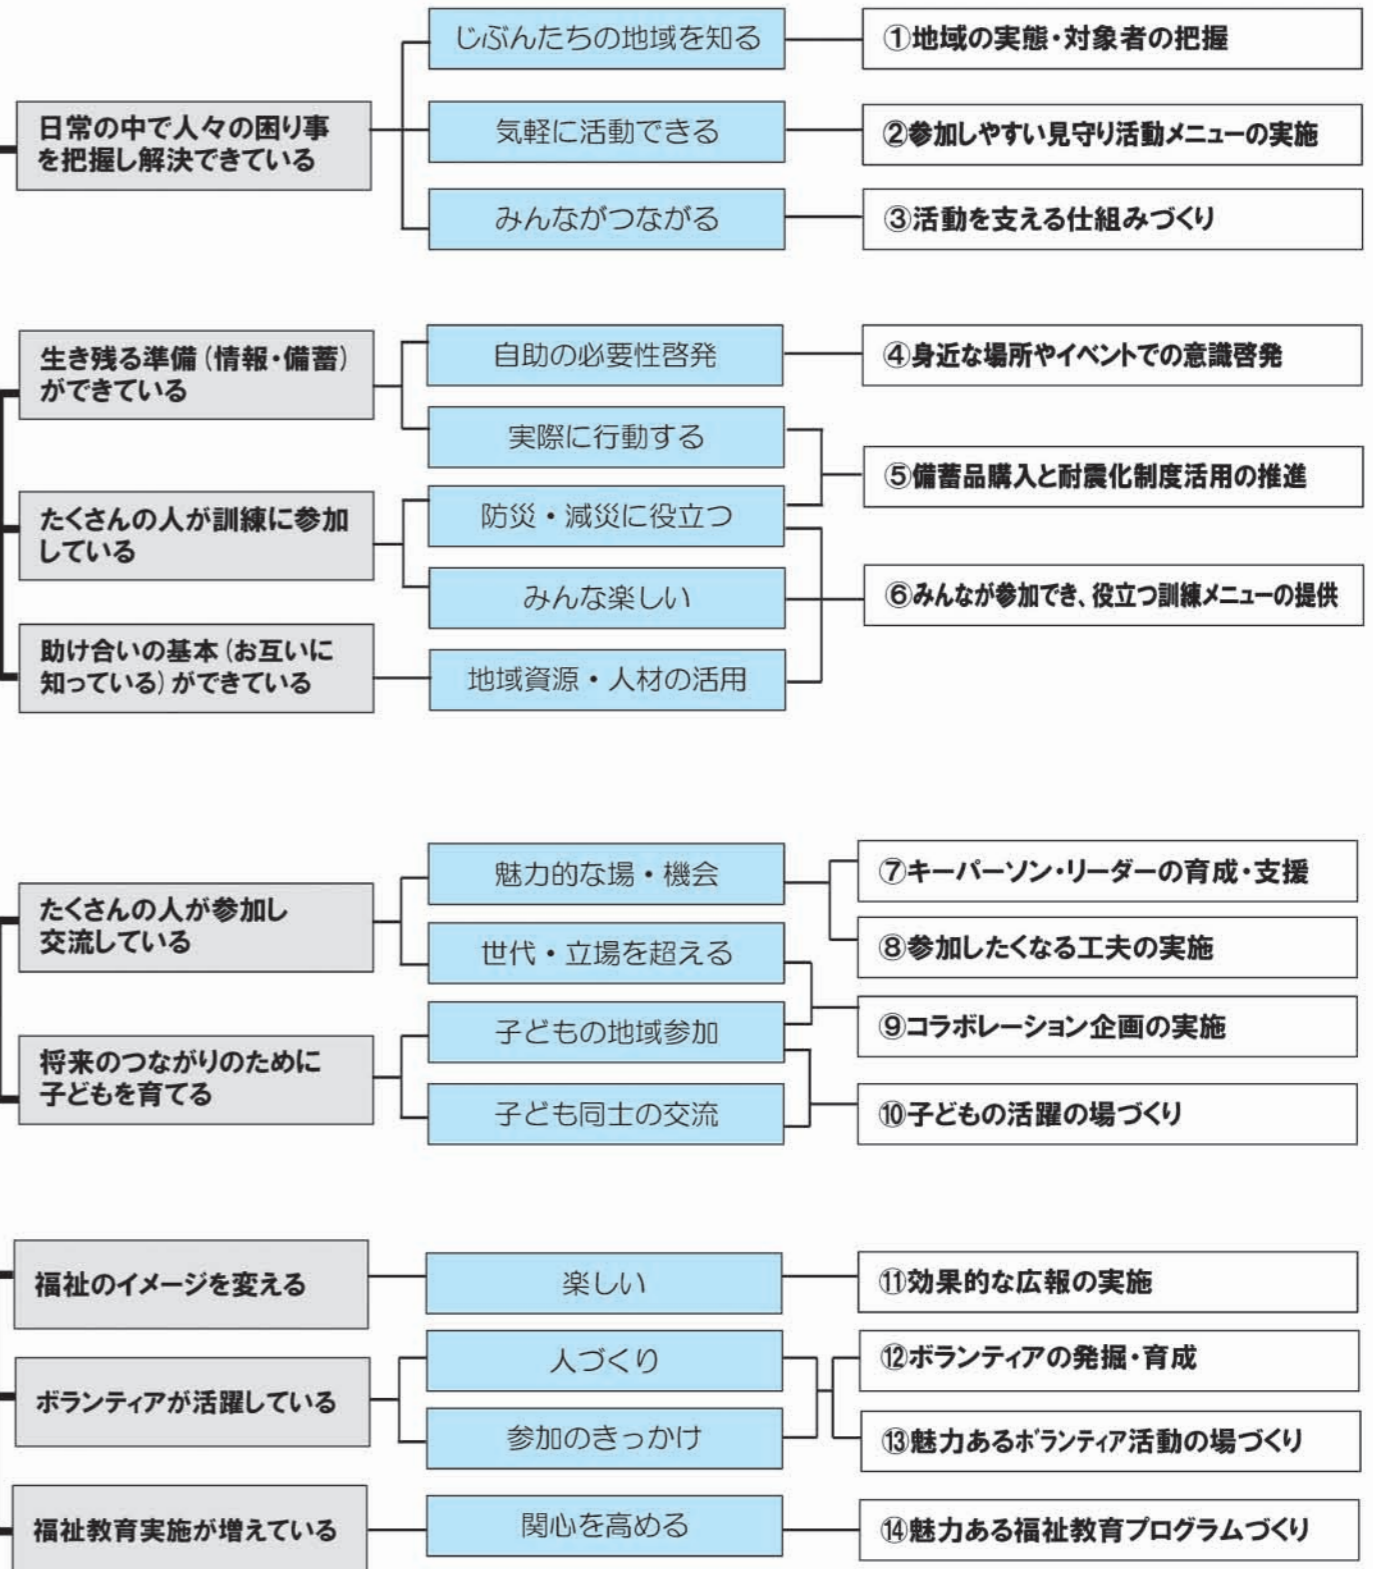 じぶんたちの地域を知る
①地域の実態・対象者の把握
日常の中で人々の困り事
を把握し解決できている
気軽に活動できる
②参加しやすい見守り活動メニューの実施
みんながつながる
③活動を支える仕組みづくり
生き残る準備(情報・備蓄)
ができている
自助の必要性啓発
④身近な場所やイベントでの意識啓発
実際に行動する
⑤備蓄品購入と耐震化制度活用の推進
たくさんの人が訓練に参加
している
防災・減災に役立つ
みんな楽しい
⑥みんなが参加でき、役立つ訓練メニューの提供
助け合いの基本(お互いに
知っている)ができている
地域資源・人材の活用
魅力的な場・機会
⑦キーパーソン・リーダーの育成・支援
たくさんの人が参加し
交流している
世代・立場を超える
⑧参加したくなる工夫の実施
子どもの地域参加
⑨コラボレーション企画の実施
将来のつながりのために
子どもを育てる
子ども同士の交流
⑩子どもの活躍の場づくり
福祉のイメージを変える
楽しい
⑪効果的な広報の実施
人づくり
⑫ボランティアの発掘・育成
ボランティアが活躍している
参加のきっかけ
⑬魅力あるボランティア活動の場づくり
福祉教育実施が増えている
関心を高める
⑭魅力ある福祉教育プログラムづくり